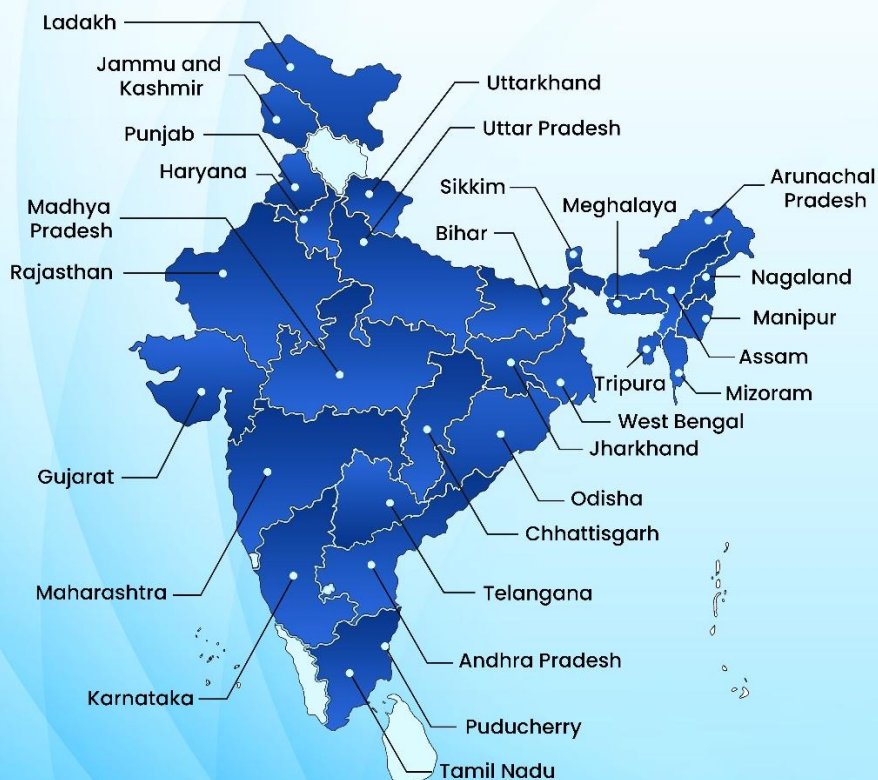 Ladakh
Jammu and
Kashmir
Uttarkhand
Punjab
Uttar Pradesh
Haryana
Sikkim
Arunachal
Pradesh
Meghalaya
Madhya
Pradesh
Bihar
Rajasthan
Nagaland
Manipur
Assam
Tripura
Mizoram
West Bengal
Jharkhand
Gujarat
Odisha
Chhattisgarh
Maharashtra
Telangana
Andhra Pradesh
Karnataka
Puducherry
Tamil Nadu